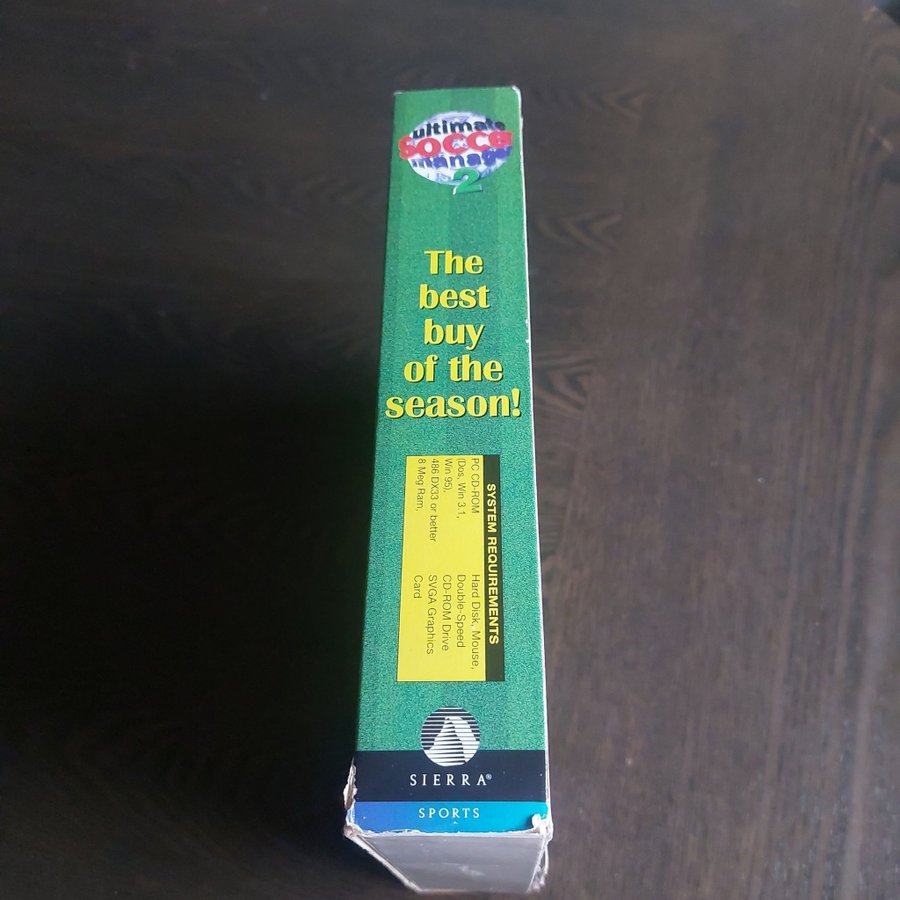 ultimate
soccer
manager
2
The
best
buy
of the
season!
SYSTEM REQUIREMENTS
PC CD-ROM
(Dos, Win 3.1,
Win 95),
486 DX33 or better
8 Meg Ram,
Hard Disk, Mouse,
Double-Speed
CD-ROM Drive
SVGA Graphics
Card
SIERRA®
SPORTS